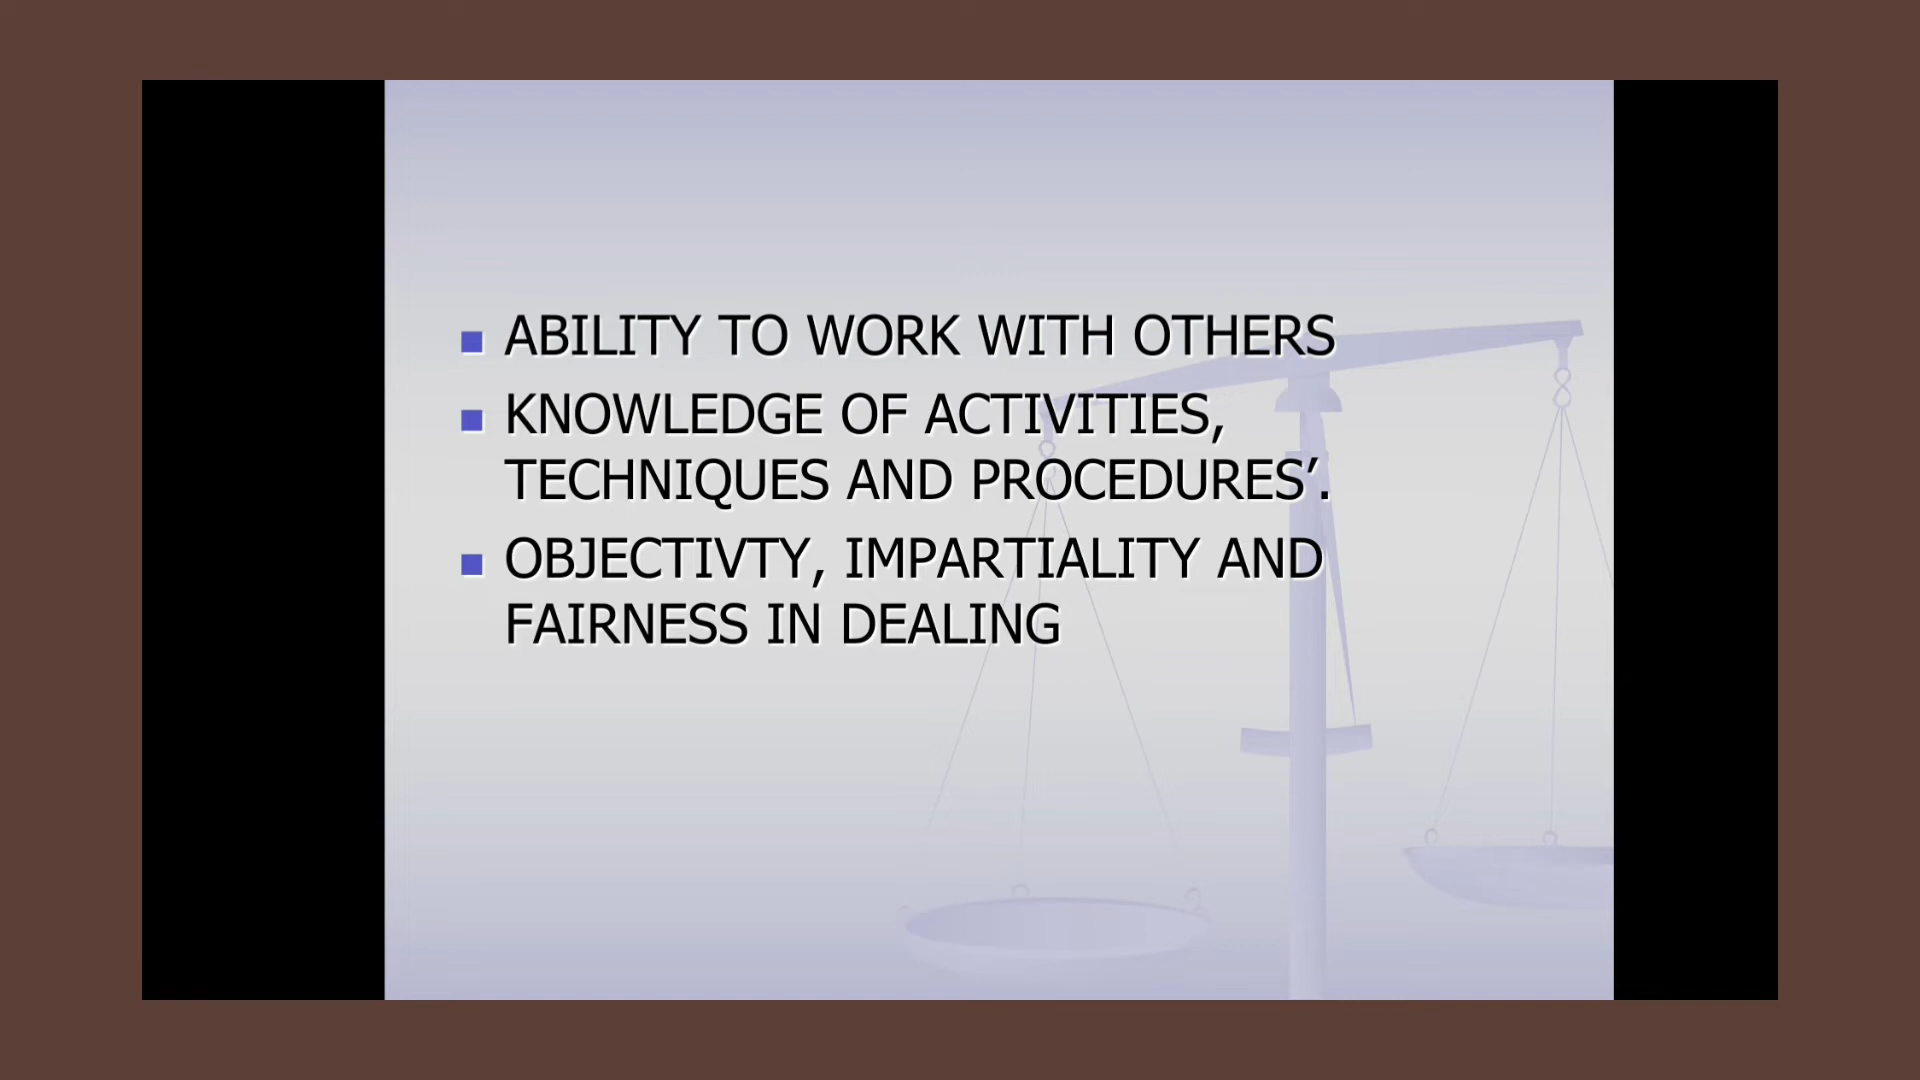 ABILITY TO WORK WITH OTHERS
KNOWLEDGE OF ACTIVITIES,
TECHNIQUES AND PROCEDURES’.
OBJECTIVTY, IMPARTIALITY AND
FAIRNESS IN DEALING